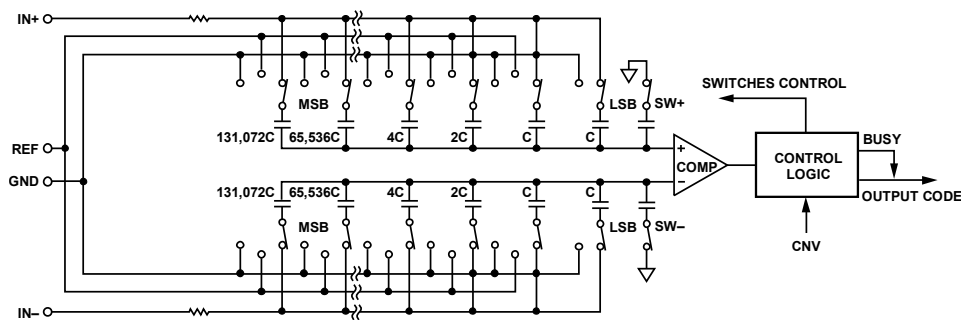 IN+
SWITCHES CONTROL
MSB
LSB
SW+
131,072C
65,536C
4C
2C
C
C
REF
GND
+
COMP
−
CONTROL
LOGIC
BUSY
OUTPUT CODE
131,072C
65,536C
4C
2C
C
C
MSB
LSB
SW–
CNV
IN–